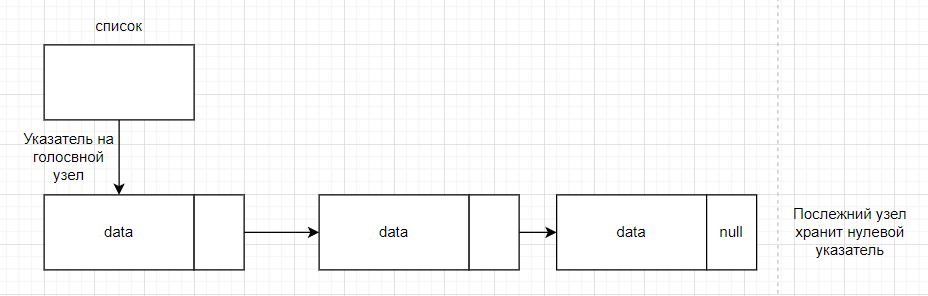 список
Указатель на
голосвной
узел
data
data
data
null
Послежний узел
хранит нулевой
указатель